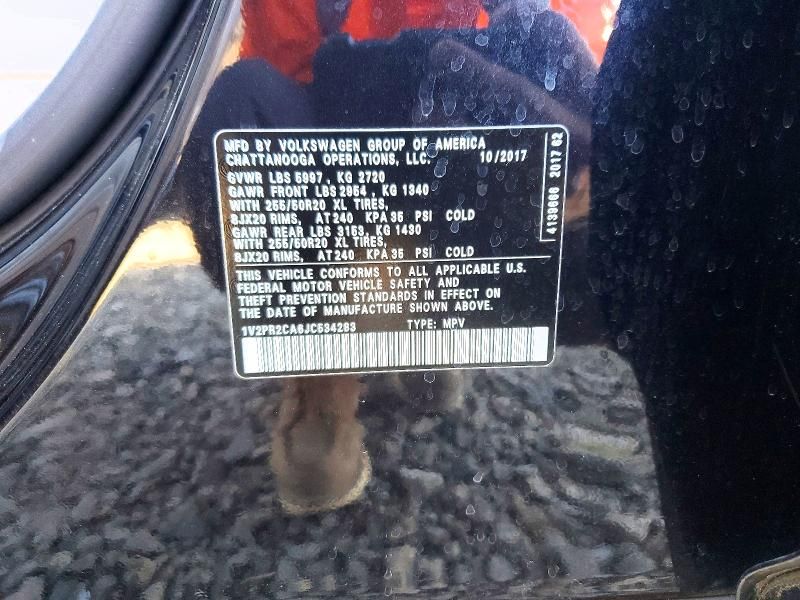 MFD BY VOLKSWAGEN GROUP OF AMERICA
CHATTANOOGA OPERATIONS, LLC. 10/2017
GVWR LBS 5997, KG 2720
GAWR FRONT LBS 2954, KG 1340
WITH 255/50R20 XL TIRES,
8JX20 RIMS, AT 240 KPA 35 PSI COLD
GAWR REAR LBS 3153, KG 1430
WITH 255/50R20 XL TIRES,
8JX20 RIMS, AT 240 KPA 35 PSI COLD
THIS VEHICLE CONFORMS TO ALL APPLICABLE U.S.
FEDERAL MOTOR VEHICLE SAFETY AND
THEFT PREVENTION STANDARDS IN EFFECT ON
THE DATE OF MANUFACTURE SHOWN ABOVE.
1V2PR2CA6JC534283 TYPE: MPV
4139666 2017 62